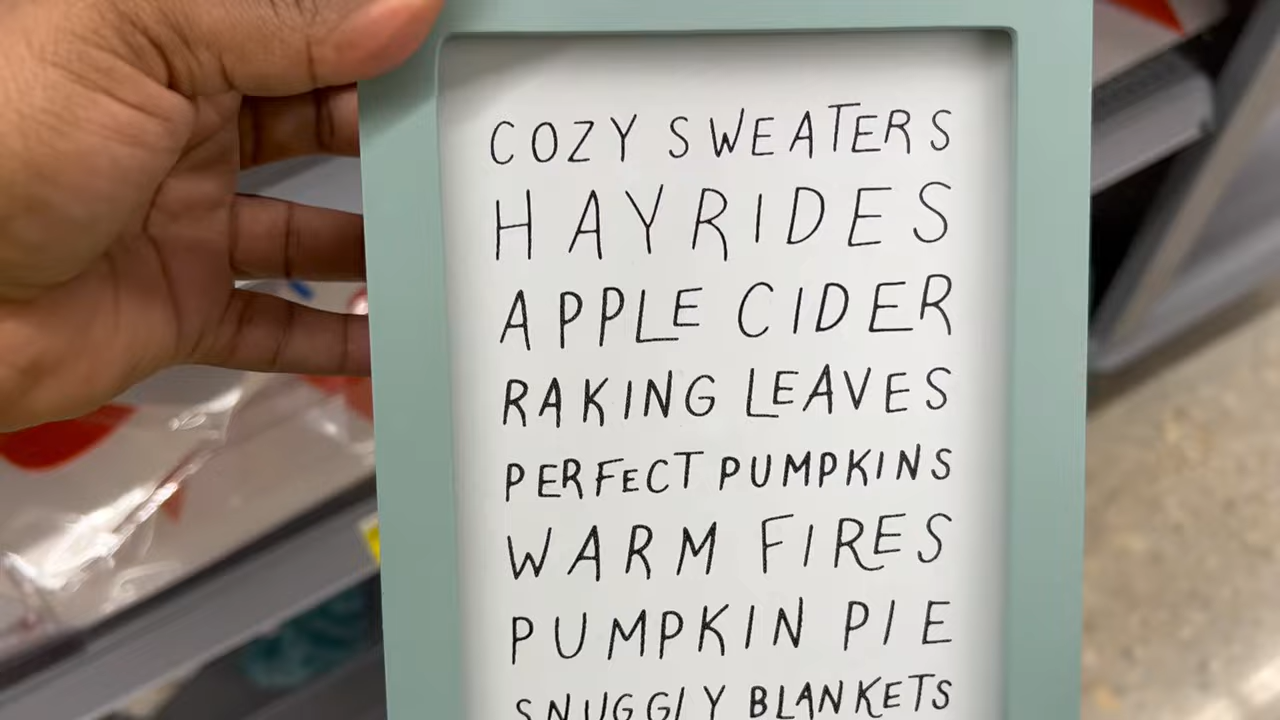 COZY SWEATERS
HAYRIDES
APPLE CIDER
RAKING LEAVES
PERFECT PUMPKINS
WARM FIRES
PUMPKIN PIE
SNUGGLY BLANKETS